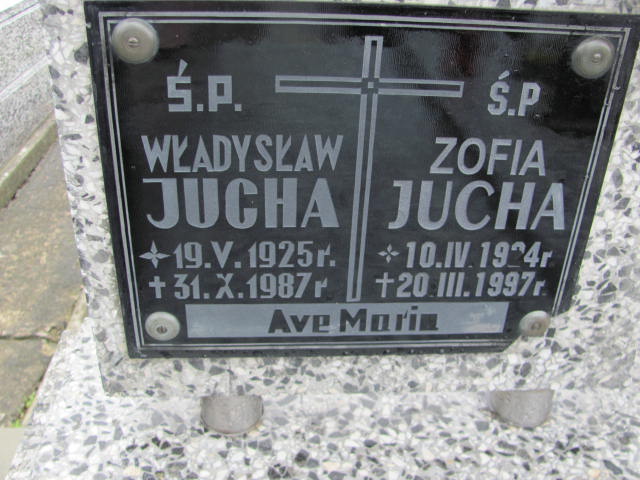 Ś.P.
WŁADYSŁAW
JUCHA
19.V.1925r.
31.X.1987r
Ś.P
ZOFIA
JUCHA
10.IV
20.III.1997r.
Ave Maria